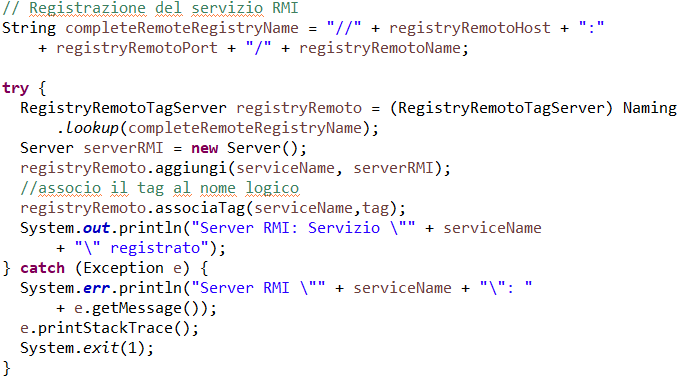 // Registrazione del servizio RMI
String completeRemoteRegistryName = "//" + registryRemotoHost + ":"
    + registryRemotoPort + "/" + registryRemotoName;

try {
  RegistryRemotoTagServer registryRemoto = (RegistryRemotoTagServer) Naming
      .lookup(completeRemoteRegistryName);
  Server serverRMI = new Server();
  registryRemoto.aggiungi(serviceName, serverRMI);
  //associo il tag al nome logico
  registryRemoto.associaTag(serviceName,tag);
  System.out.println("Server RMI: Servizio \"" + serviceName
      + "\" registrato");
} catch (Exception e) {
  System.err.println("Server RMI \"" + serviceName + "\": "
      + e.getMessage());
  e.printStackTrace();
  System.exit(1);
}